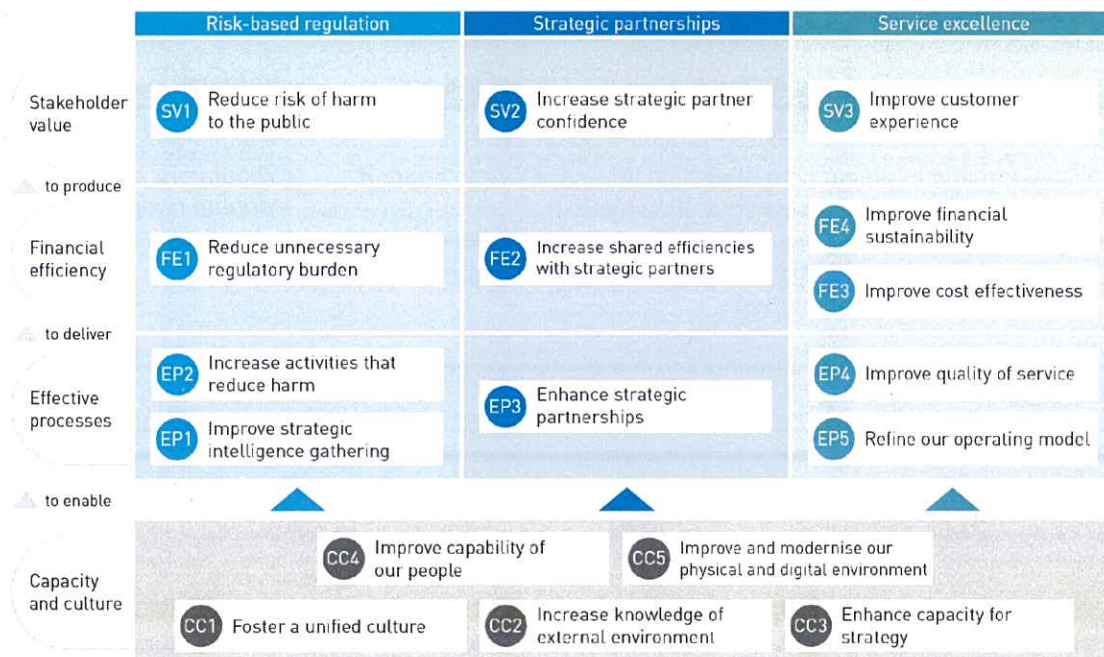 Risk-based regulation
Strategic partnerships
Service excellence
Stakeholder
value
SV1
Reduce risk of harm
to the public
SV2
Increase strategic partner
confidence
SV3
Improve customer
experience
to produce
Financial
efficiency
FE1
Reduce unnecessary
regulatory burden
FE2
Increase shared efficiencies
with strategic partners
FE4
Improve financial
sustainability
FE3
Improve cost effectiveness
to deliver
Effective
processes
EP2
Increase activities that
reduce harm
EP1
Improve strategic
intelligence gathering
EP3
Enhance strategic
partnerships
EP4
Improve quality of service
EP5
Refine our operating model
to enable
Capacity
and culture
CC4
Improve capability of
our people
CC5
Improve and modernise our
physical and digital environment
CC1
Foster a unified culture
CC2
Increase knowledge of
external environment
CC3
Enhance capacity for
strategy